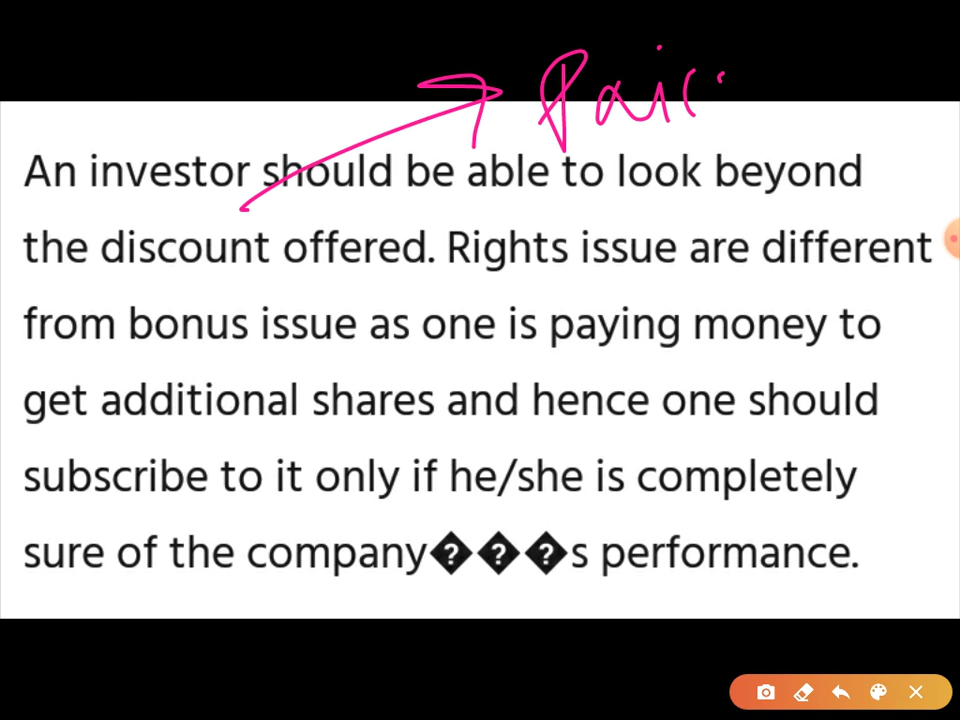 An investor should be able to look beyond
the discount offered. Rights issue are different
from bonus issue as one is paying money to
get additional shares and hence one should
subscribe to it only if he/she is completely
sure of the company���s performance.